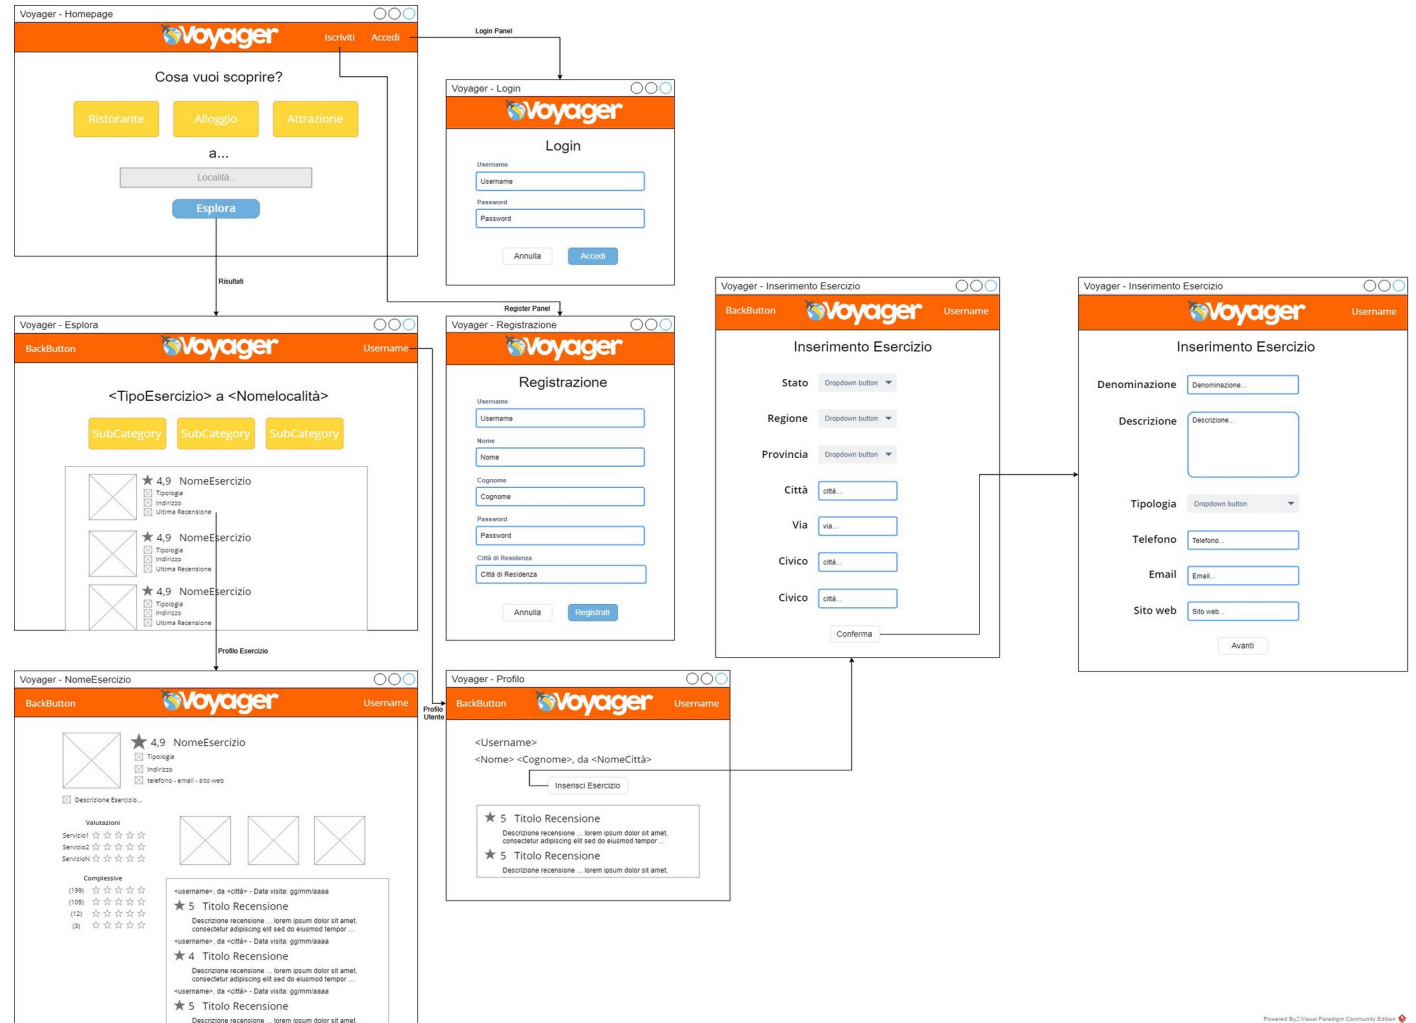 Voyager - Homepage
Voyager
Iscriviti
Accedi
Cosa vuoi scoprire?
Ristorante
Alloggio
Attrazione
a...
Località...
Esplora
Login Panel
Voyager - Login
Voyager
Login
Username
Username
Password
Password
Annulla
Accedi
Risultati
Register Panel
Voyager - Esplora
BackButton
Voyager
Username
<TipoEsercizio> a <Nomelocalità>
SubCategory
SubCategory
SubCategory
4,9 NomeEsercizio
Tipologia
Indirizzo
Ultima Recensione
4,9 NomeEsercizio
Tipologia
Indirizzo
Ultima Recensione
4,9 NomeEsercizio
Tipologia
Indirizzo
Ultima Recensione
Voyager - Registrazione
Voyager
Registrazione
Username
Username
Nome
Nome
Cognome
Cognome
Password
Password
Città di Residenza
Città di Residenza
Annulla
Registrati
Voyager - Inserimento Esercizio
BackButton
Voyager
Username
Inserimento Esercizio
Stato
Dropdown button
Regione
Dropdown button
Provincia
Dropdown button
Città
città...
Via
via...
Civico
città...
Civico
città...
Conferma
Voyager - Inserimento Esercizio
Voyager
Username
Inserimento Esercizio
Denominazione
Denominazione...
Descrizione
Descrizione...
Tipologia
Dropdown button
Telefono
Telefono...
Email
Email...
Sito web
Sito web...
Avanti
Profilo Esercizio
Voyager - NomeEsercizio
BackButton
Voyager
Username
4,9 NomeEsercizio
Tipologia
Indirizzo
telefono - email - sito web
Descrizione Esercizio...
Valutazioni
Servizio1
Servizio2
ServizioN
Complessive
(199)
(105)
(12)
(3)
<username>, da <città> - Data visita: gg/mm/aaaa
5 Titolo Recensione
Descrizione recensione ... lorem ipsum dolor sit amet,
consectetur adipiscing elit sed do eiusmod tempor ...
<username>, da <città> - Data visita: gg/mm/aaaa
4 Titolo Recensione
Descrizione recensione ... lorem ipsum dolor sit amet,
consectetur adipiscing elit sed do eiusmod tempor ...
<username>, da <città> - Data visita: gg/mm/aaaa
5 Titolo Recensione
Descrizione recensione ... lorem ipsum dolor sit amet,
Profilo
Utente
Voyager - Profilo
BackButton
Voyager
Username
<Username>
<Nome> <Cognome>, da <NomeCittà>
Inserisci Esercizio
5 Titolo Recensione
Descrizione recensione ... lorem ipsum dolor sit amet,
consectetur adipiscing elit sed do eiusmod tempor ...
5 Titolo Recensione
Descrizione recensione ... lorem ipsum dolor sit amet,
Powered By Visual Paradigm Community Edition